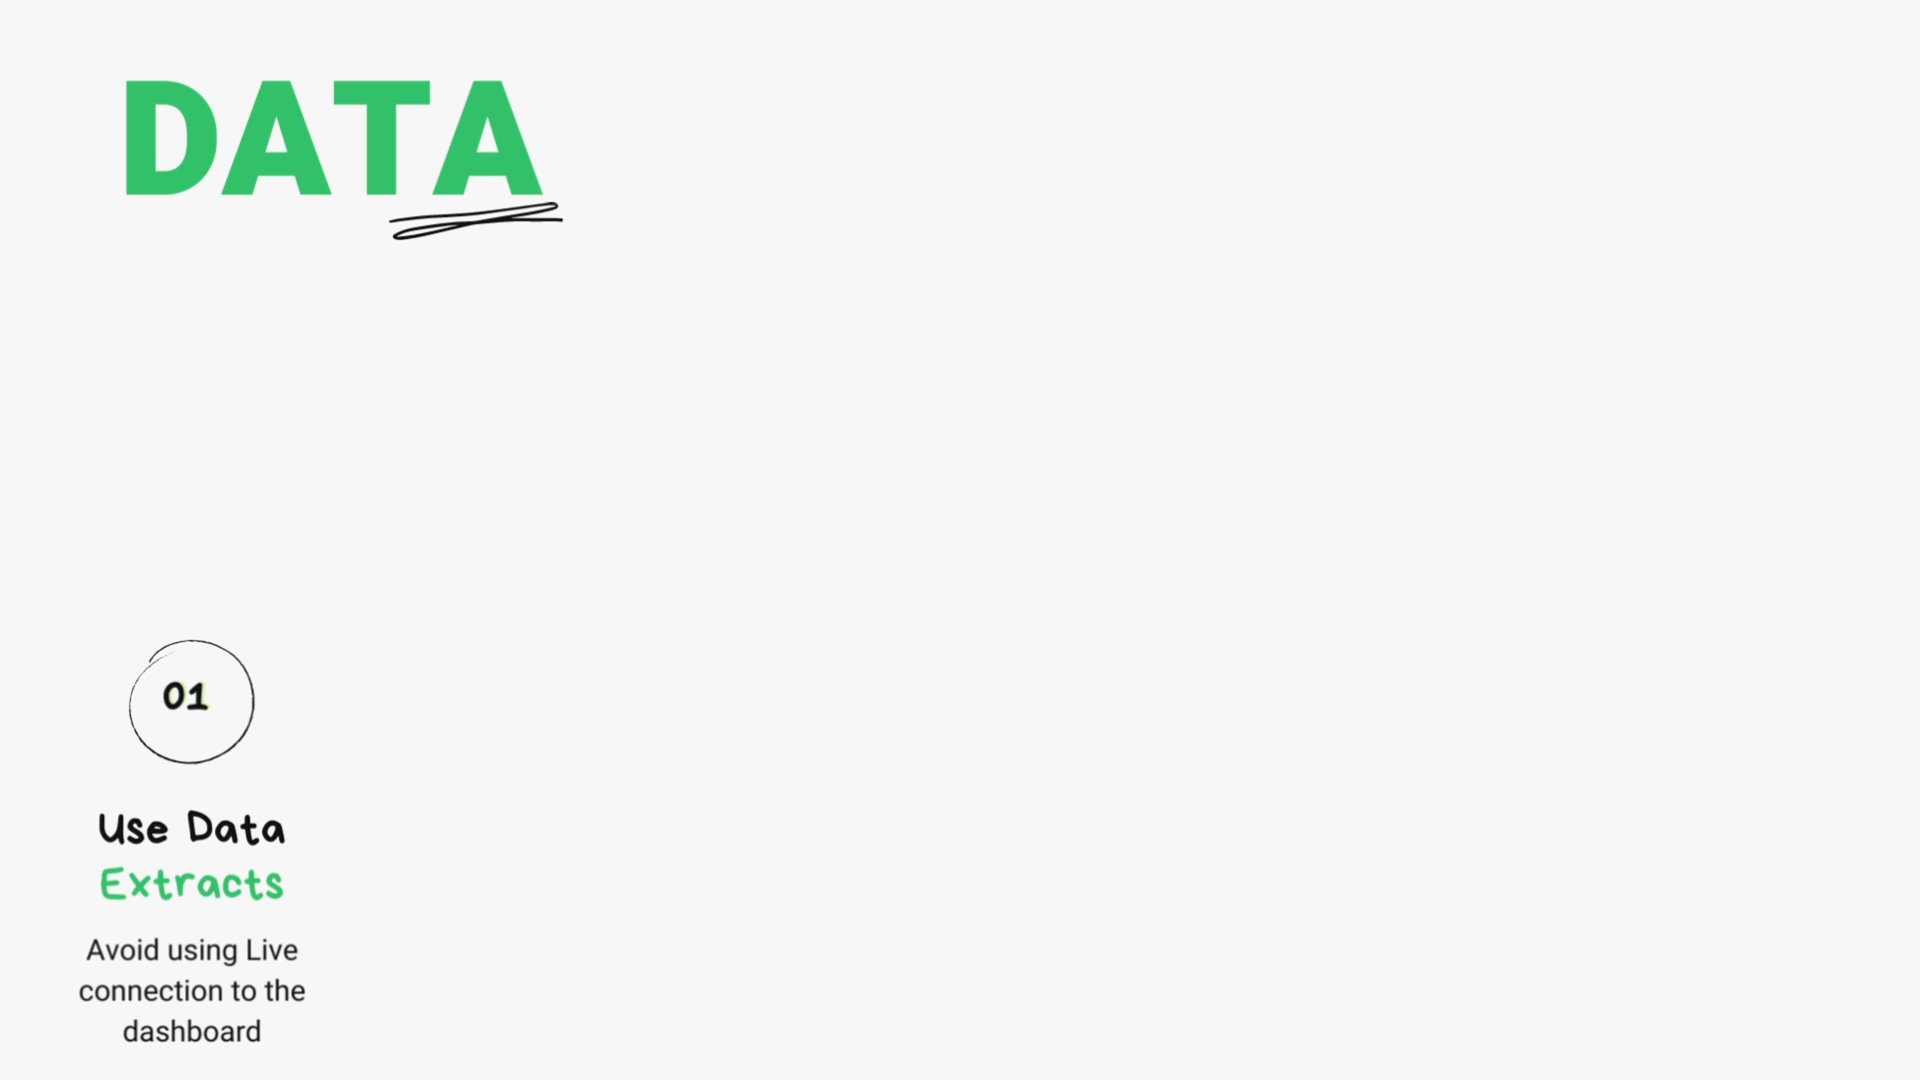 DATA
01
Use Data
Extracts
Avoid using Live
connection to the
dashboard